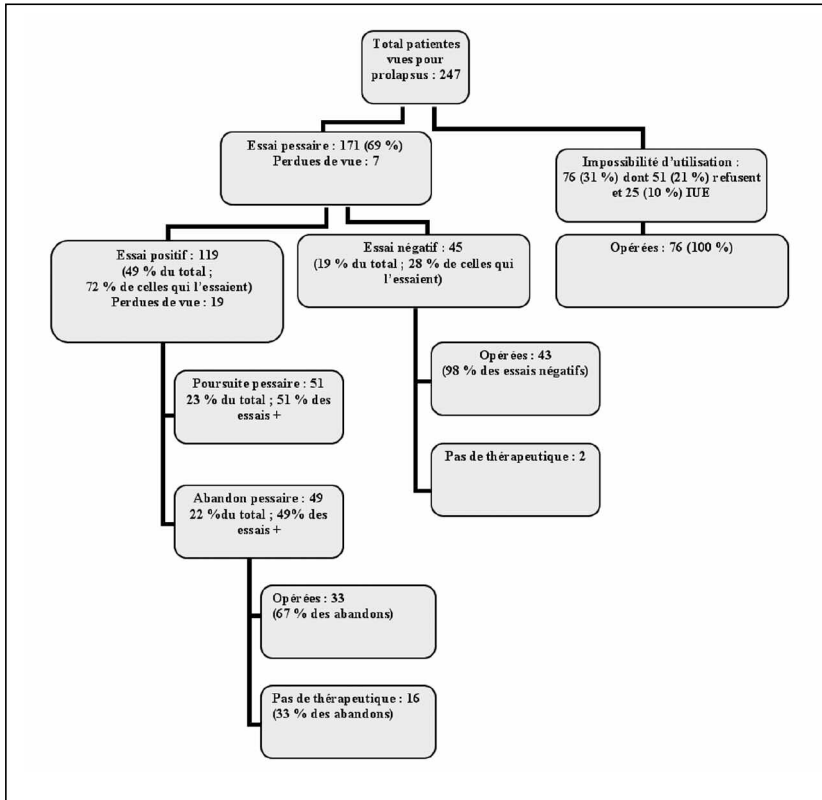 Total patientes
vues pour
prolapsus : 247
Essai pessaire : 171 (69 %)
Perdues de vue : 7
Impossibilité d'utilisation :
76 (31 %) dont 51 (21 %) refusent
et 25 (10 %) IUE
Opérées : 76 (100 %)
Essai positif : 119
(49 % du total ;
72 % de celles qui l'essaient)
Perdues de vue : 19
Essai négatif : 45
(19 % du total ; 28 % de celles qui
l'essaient)
Opérées : 43
(98 % des essais négatifs)
Pas de thérapeutique : 2
Poursuite pessaire : 51
23 % du total ; 51 % des
essais +
Abandon pessaire : 49
22 %du total ; 49% des
essais +
Opérées : 33
(67 % des abandons)
Pas de thérapeutique : 16
(33 % des abandons)